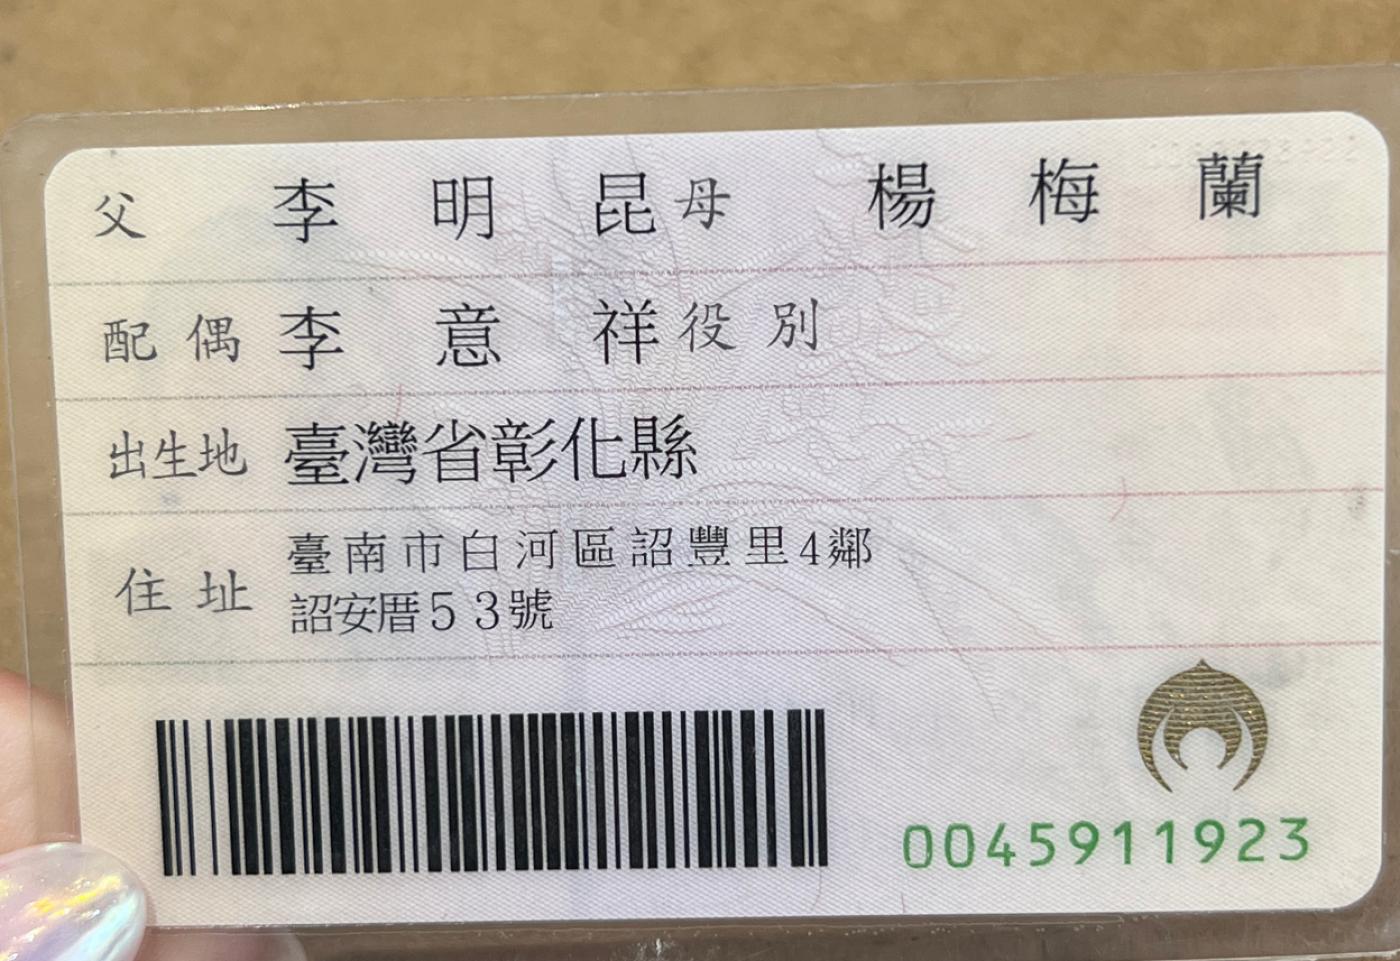 父 李明昆 母 楊梅蘭
配偶 李意祥 役別
出生地 臺灣省彰化縣
住址 臺南市白河區詔豐里4鄰
詔安厝53號
0045911923